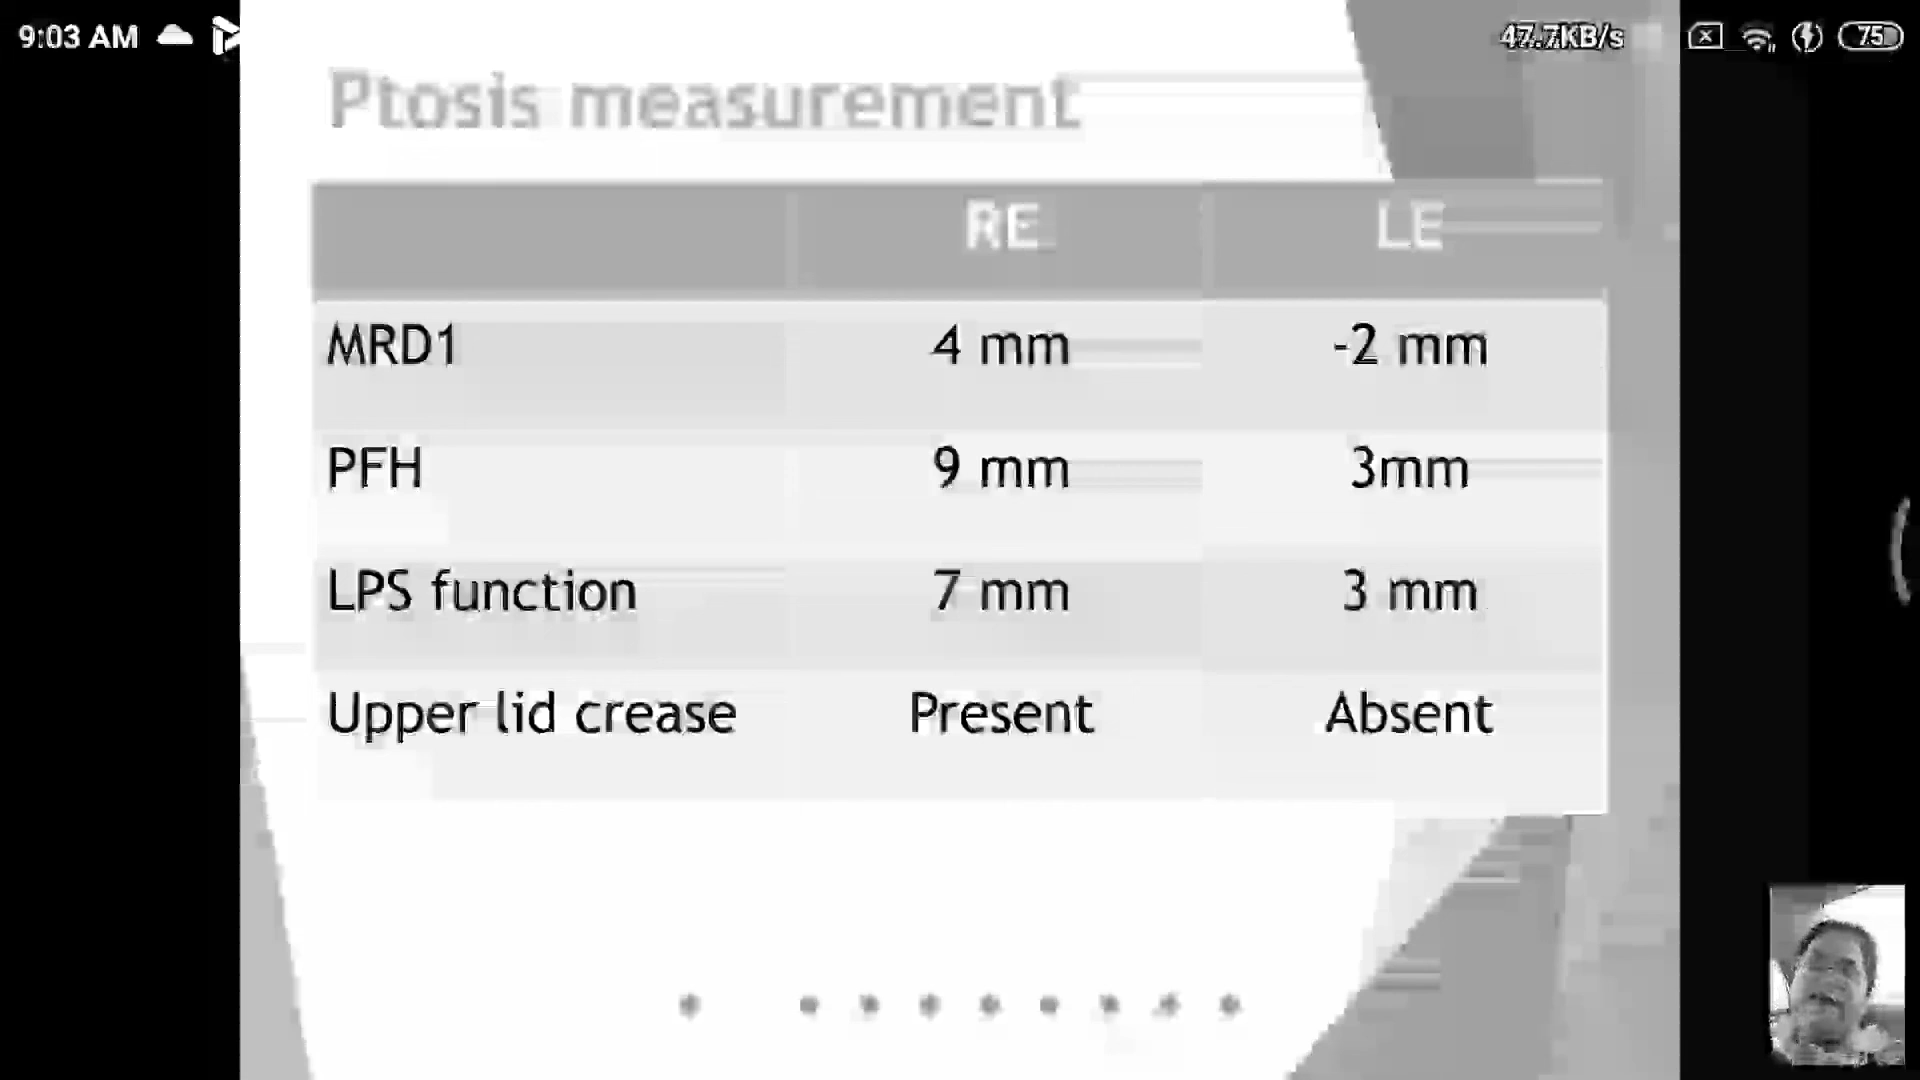 9:03 AM
47.7KB/s
75
Ptosis measurement
RE LE
MRD1 4 mm -2 mm
PFH 9 mm 3mm
LPS function 7 mm 3 mm
Upper lid crease Present Absent